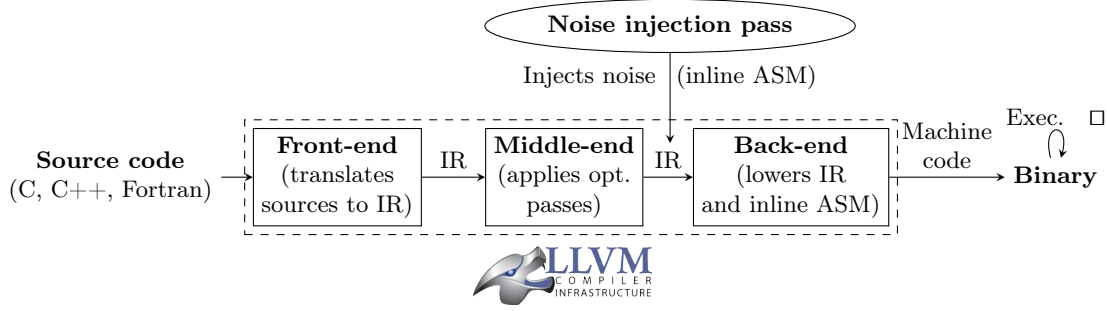 Noise injection pass
Injects noise (inline ASM)
Source code
(C, C++, Fortran)
Front-end
(translates
sources to IR)
IR
Middle-end
(applies opt.
passes)
IR
Back-end
(lowers IR
and inline ASM)
Machine
code
Exec. □
Binary
LLVM
COMPILER
INFRASTRUCTURE